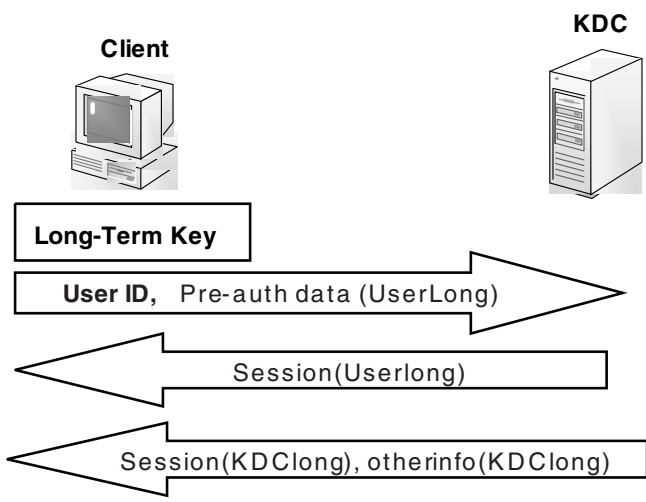 KDC
Client
Long-Term Key
User ID, Pre-auth data (UserLong)
Session(Userlong)
Session(KDClong), otherinfo(KDClong)